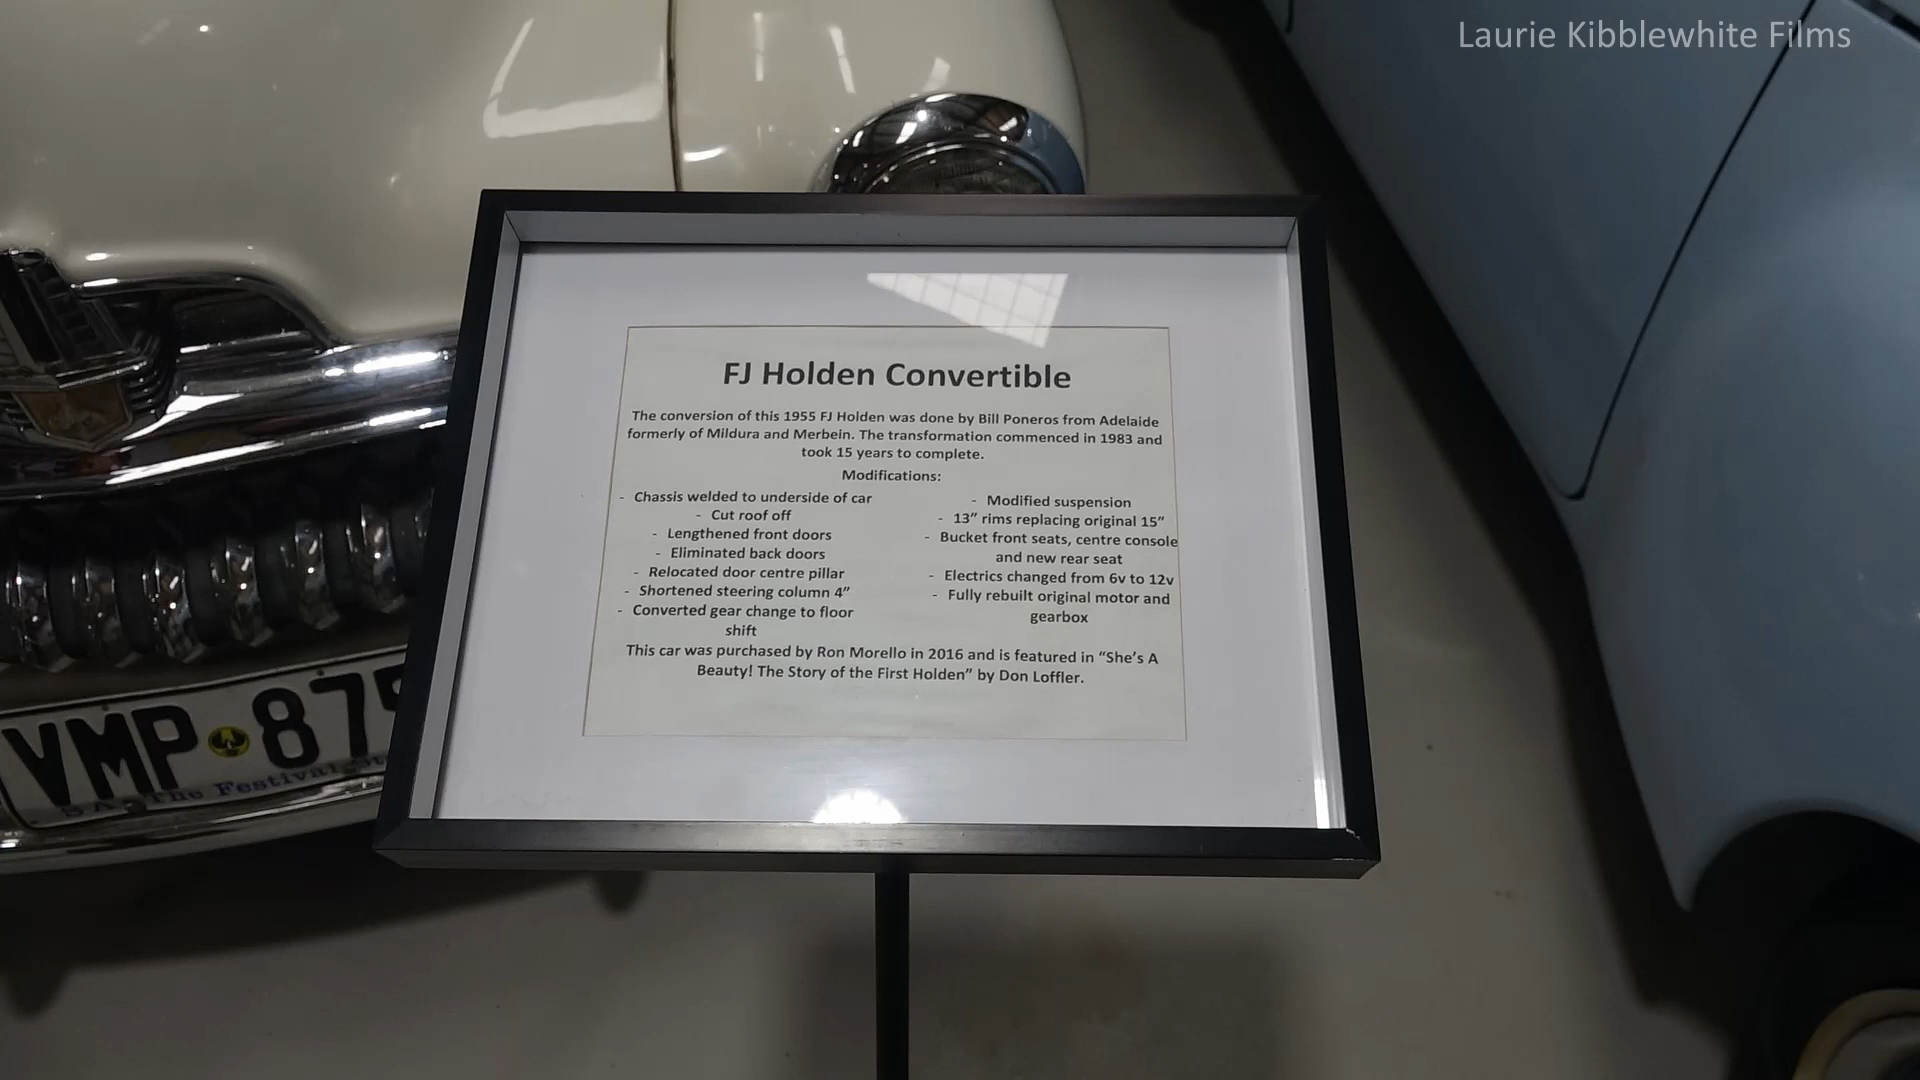 Laurie Kibblewhite Films
FJ Holden Convertible
The conversion of this 1955 FJ Holden was done by Bill Poneros from Adelaide
formerly of Mildura and Merbein. The transformation commenced in 1983 and
took 15 years to complete.
Modifications:
- Chassis welded to underside of car
- Cut roof off
- Lengthened front doors
- Eliminated back doors
- Relocated door centre pillar
- Shortened steering column 4”
- Converted gear change to floor
shift
- Modified suspension
- 13” rims replacing original 15”
- Bucket front seats, centre console
and new rear seat
- Electrics changed from 6v to 12v
- Fully rebuilt original motor and
gearbox
This car was purchased by Ron Morello in 2016 and is featured in “She’s A
Beauty! The Story of the First Holden” by Don Loffler.
VMP 87
S.A. The Festival